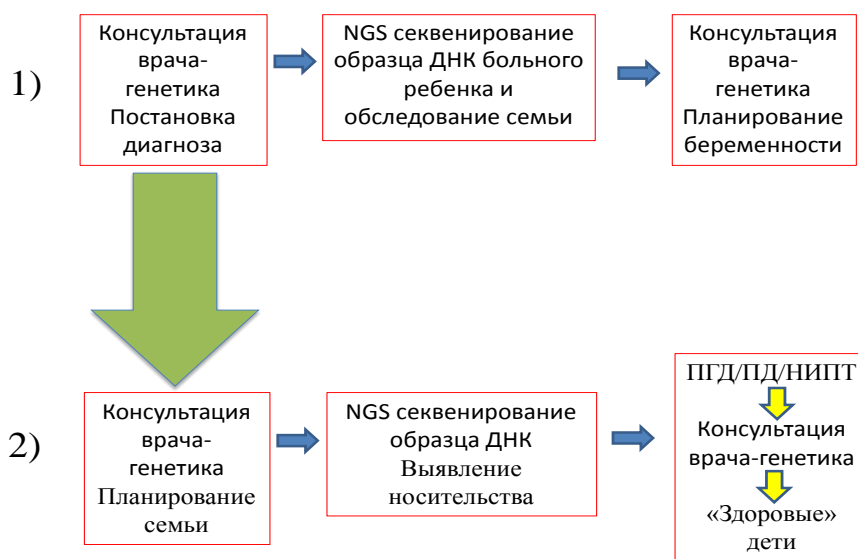 1)
Консультация
врача-
генетика
Постановка
диагноза
NGS секвенирование
образца ДНК больного
ребенка и
обследование семьи
Консультация
врача-
генетика
Планирование
беременности
2)
Консультация
врача-
генетика
Планирование
семьи
NGS секвенирование
образца ДНК
Выявление
носительства
ПГД/ПД/НИПТ
Консультация
врача-генетика
«Здоровые»
дети